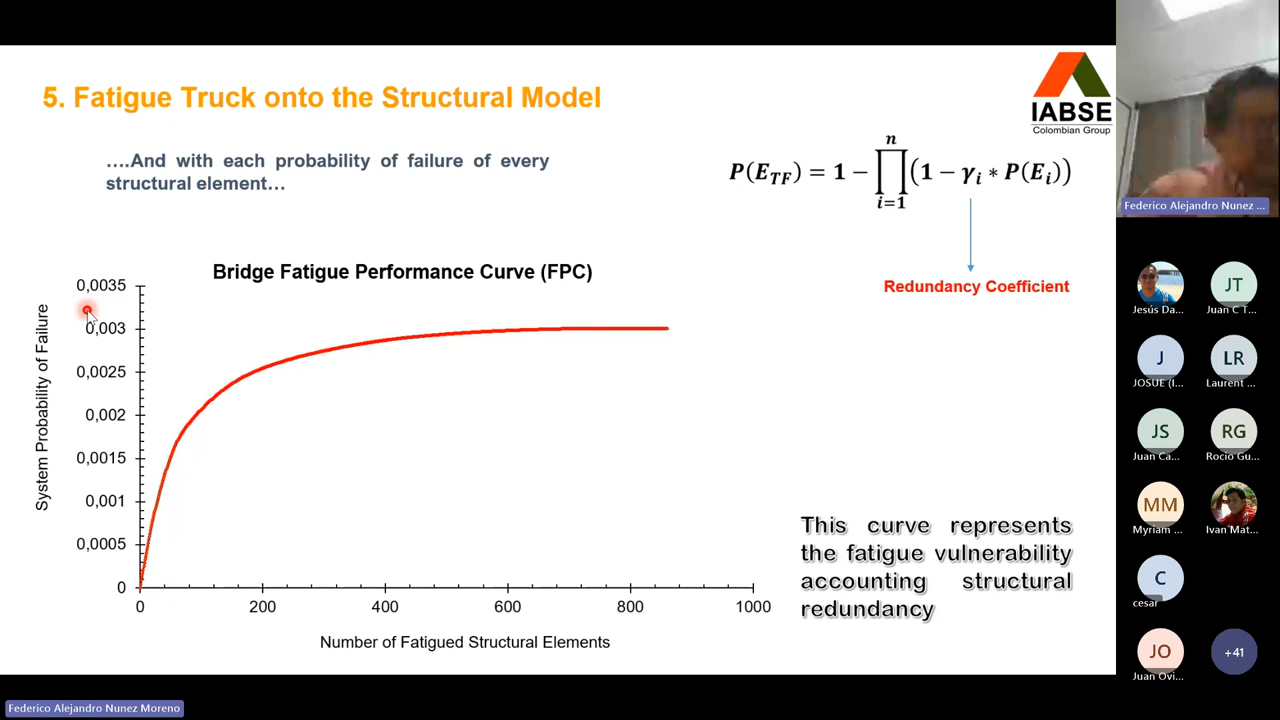 5. Fatigue Truck onto the Structural Model
IABSE
Colombian Group
….And with each probability of failure of every
structural element…
P(E_TF) = 1 − ∏_{i=1}^{n} (1 − γ_i * P(E_i))
Redundancy Coefficient
Bridge Fatigue Performance Curve (FPC)
System Probability of Failure
0,0035
0,003
0,0025
0,002
0,0015
0,001
0,0005
0
0 200 400 600 800 1000
Number of Fatigued Structural Elements
This curve represents
the fatigue vulnerability
accounting structural
redundancy
Federico Alejandro Nunez ...
Jesús Da...
JT
Juan C T...
J
JOSUE (I...
LR
Laurent ...
JS
Juan Ca...
RG
Rocio Gu...
MM
Myriam ...
Ivan Mat...
C
cesar
JO
Juan Ovi...
+41
Federico Alejandro Nunez Moreno